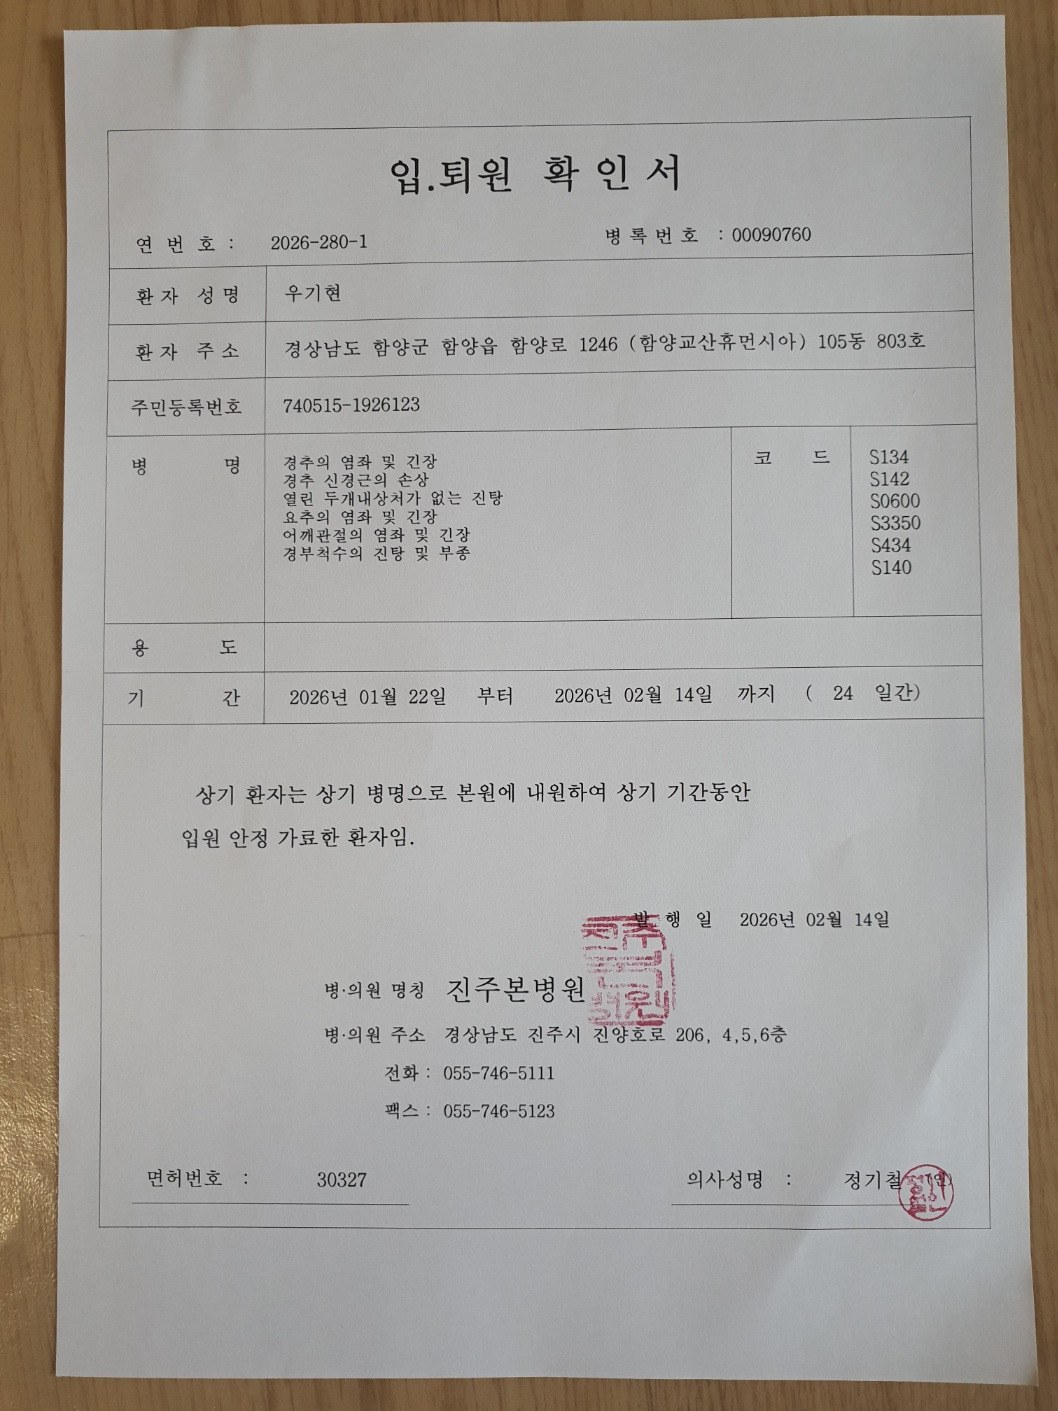 입.퇴원 확인서
연 번 호 : 2026-280-1 병 록 번 호 : 00090760
환 자 성 명 우기현
환 자 주 소 경상남도 함양군 함양읍 함양로 1246 (함양교산휴먼시아) 105동 803호
주민등록번호 740515-1926123
병 명 경추의 염좌 및 긴장 코 드 S134
경추 신경근의 손상 S142
열린 두개내상처가 없는 진탕 S0600
요추의 염좌 및 긴장 S3350
어깨관절의 염좌 및 긴장 S434
경부척수의 진탕 및 부종 S140
용 도
기 간 2026년 01월 22일 부터 2026년 02월 14일 까지 ( 24 일간)
상기 환자는 상기 병명으로 본원에 내원하여 상기 기간동안
입원 안정 가료한 환자임.
발 행 일 2026년 02월 14일
병·의원 명칭 진주본병원
병·의원 주소 경상남도 진주시 진양호로 206, 4,5,6층
전화 : 055-746-5111
팩스 : 055-746-5123
면허번호 : 30327 의사성명 : 정기철 (인)